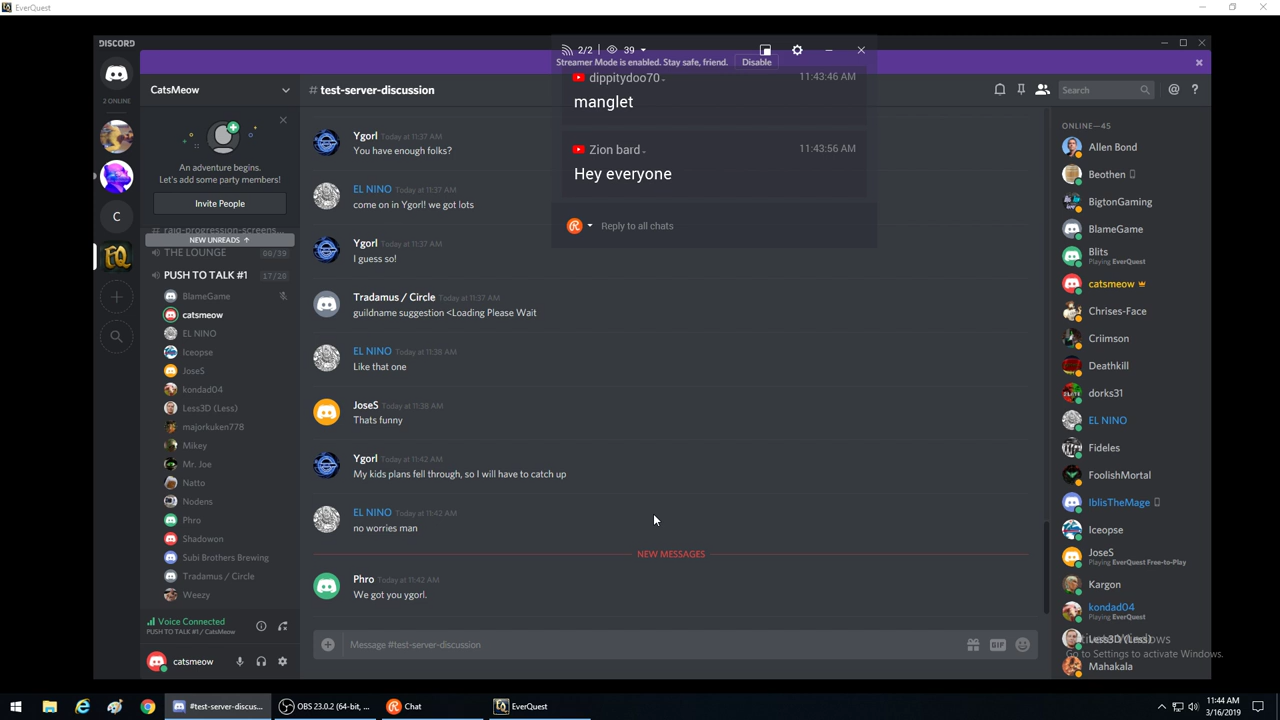 EverQuest
DISCORD
2/2
39
Streamer Mode is enabled. Stay safe, friend.
Disable
dippitydoo70
11:43:46 AM
manglet
Zion bard
11:43:56 AM
Hey everyone
Reply to all chats
2 ONLINE
C
CatsMeow
# test-server-discussion
Search
An adventure begins.
Let's add some party members!
Invite People
# raid-progression-screens...
NEW UNREADS
THE LOUNGE 00/39
PUSH TO TALK #1 17/20
BlameGame
catsmeow
EL NINO
Iceopse
JoseS
kondad04
Less3D (Less)
majorkuken778
Mikey
Mr. Joe
Natto
Nodens
Phro
Shadowon
Subi Brothers Brewing
Tradamus / Circle
Weezy
Voice Connected
PUSH TO TALK #1 / CatsMeow
catsmeow
Ygorl Today at 11:37 AM
You have enough folks?
EL NINO Today at 11:37 AM
come on in Ygorl! we got lots
Ygorl Today at 11:37 AM
I guess so!
Tradamus / Circle Today at 11:37 AM
guildname suggestion <Loading Please Wait
EL NINO Today at 11:38 AM
Like that one
JoseS Today at 11:38 AM
Thats funny
Ygorl Today at 11:42 AM
My kids plans fell through, so I will have to catch up
EL NINO Today at 11:42 AM
no worries man
NEW MESSAGES
Phro Today at 11:42 AM
We got you ygorl.
Message #test-server-discussion
GIF
ONLINE—45
Allen Bond
Beothen
BigtonGaming
BlameGame
Blits
Playing EverQuest
catsmeow
Chrises-Face
Criimson
Deathkill
dorks31
EL NINO
Fideles
FoolishMortal
IblisTheMage
Iceopse
JoseS
Playing EverQuest Free-to-Play
Kargon
kondad04
Playing EverQuest
Less3D (Less)
Activate Windows
Go to Settings to activate Windows.
Mahakala
#test-server-discus...
OBS 23.0.2 (64-bit, ...
Chat
EverQuest
11:44 AM
3/16/2019